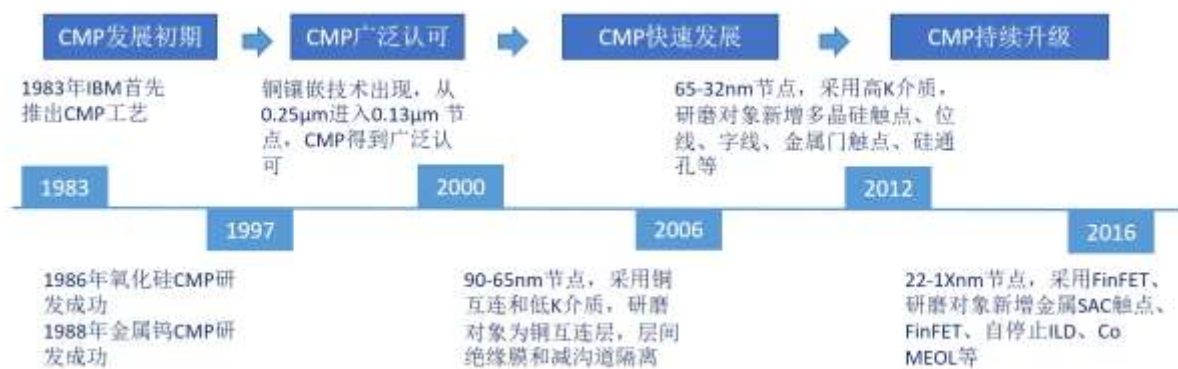 CMP发展初期
CMP广泛认可
CMP快速发展
CMP持续升级
1983年IBM首先
推出CMP工艺
铜镶嵌技术出现，从
0.25μm进入0.13μm 节
点，CMP得到广泛认
可
65-32nm节点，采用高K介质，
研磨对象新增多晶硅触点、位
线、字线、金属门触点、硅通
孔等
1983
2000
2012
1997
2006
2016
1986年氧化硅CMP研
发成功
1988年金属钨CMP研
发成功
90-65nm节点，采用铜
互连和低K介质，研磨
对象为铜互连层，层间
绝缘膜和减沟道隔离
22-1Xnm节点，采用FinFET、
研磨对象新增金属SAC触点、
FinFET、自停止ILD、Co
MEOL等